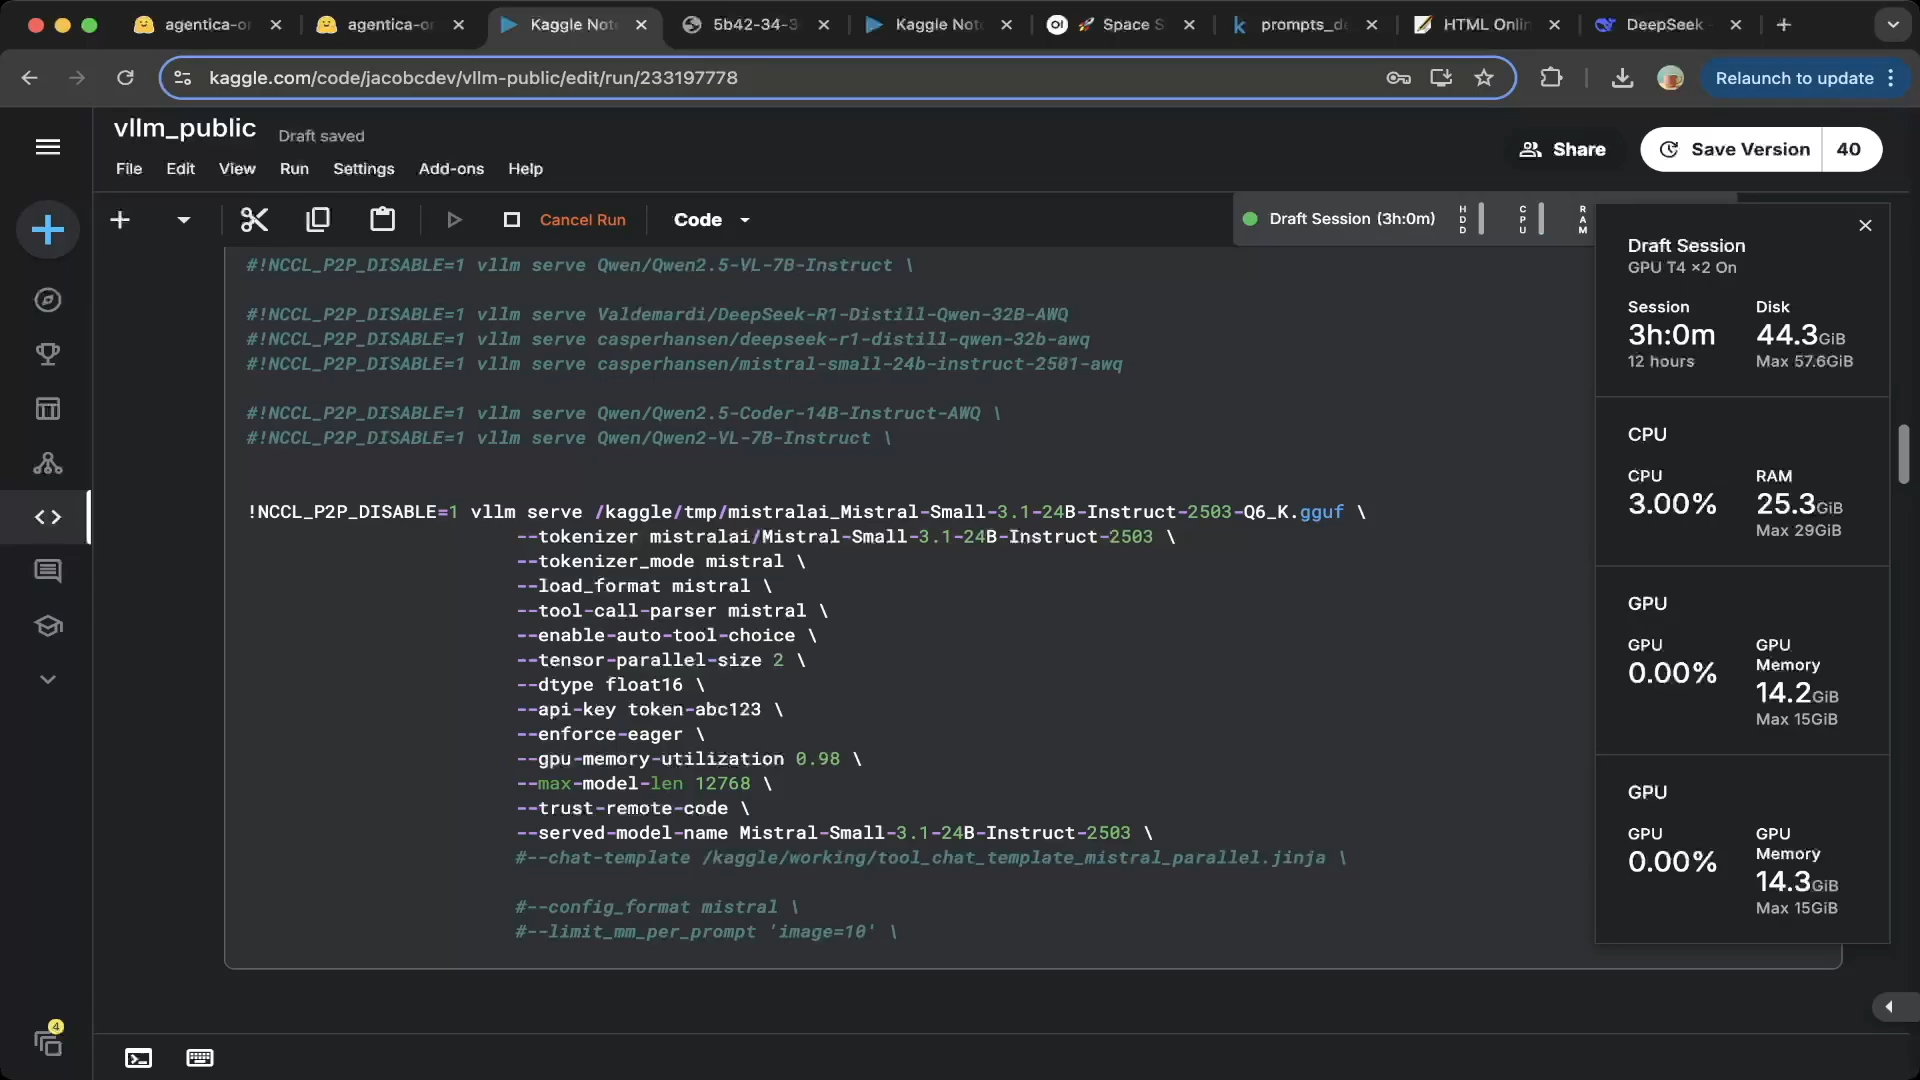 agentica-or
agentica-or
Kaggle Not
5b42-34-3
Kaggle Not
Space S
prompts_de
HTML Onlin
DeepSeek
kaggle.com/code/jacobcdev/vllm-public/edit/run/233197778
Relaunch to update
vllm_public
Draft saved
File Edit View Run Settings Add-ons Help
Share
Save Version 40
Cancel Run
Code
Draft Session (3h:0m)
HDD
CPU
RAM
#!NCCL_P2P_DISABLE=1 vllm serve Qwen/Qwen2.5-VL-7B-Instruct \
#!NCCL_P2P_DISABLE=1 vllm serve Valdemardi/DeepSeek-R1-Distill-Qwen-32B-AWQ
#!NCCL_P2P_DISABLE=1 vllm serve casperhansen/deepseek-r1-distill-qwen-32b-awq
#!NCCL_P2P_DISABLE=1 vllm serve casperhansen/mistral-small-24b-instruct-2501-awq
#!NCCL_P2P_DISABLE=1 vllm serve Qwen/Qwen2.5-Coder-14B-Instruct-AWQ \
#!NCCL_P2P_DISABLE=1 vllm serve Qwen/Qwen2-VL-7B-Instruct \
!NCCL_P2P_DISABLE=1 vllm serve /kaggle/tmp/mistralai_Mistral-Small-3.1-24B-Instruct-2503-Q6_K.gguf \
--tokenizer mistralai/Mistral-Small-3.1-24B-Instruct-2503 \
--tokenizer_mode mistral \
--load_format mistral \
--tool-call-parser mistral \
--enable-auto-tool-choice \
--tensor-parallel-size 2 \
--dtype float16 \
--api-key token-abc123 \
--enforce-eager \
--gpu-memory-utilization 0.98 \
--max-model-len 12768 \
--trust-remote-code \
--served-model-name Mistral-Small-3.1-24B-Instruct-2503 \
#--chat-template /kaggle/working/tool_chat_template_mistral_parallel.jinja \
#--config_format mistral \
#--limit_mm_per_prompt 'image=10' \
Draft Session
GPU T4 ×2 On
Session Disk
3h:0m 44.3GiB
12 hours Max 57.6GiB
CPU
CPU RAM
3.00% 25.3GiB
Max 29GiB
GPU
GPU GPU Memory
0.00% 14.2GiB
Max 15GiB
GPU
GPU GPU Memory
0.00% 14.3GiB
Max 15GiB
4